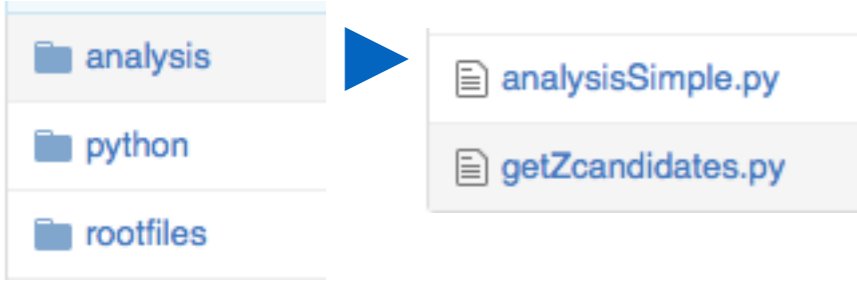 analysis
python
rootfiles
analysisSimple.py
getZcandidates.py